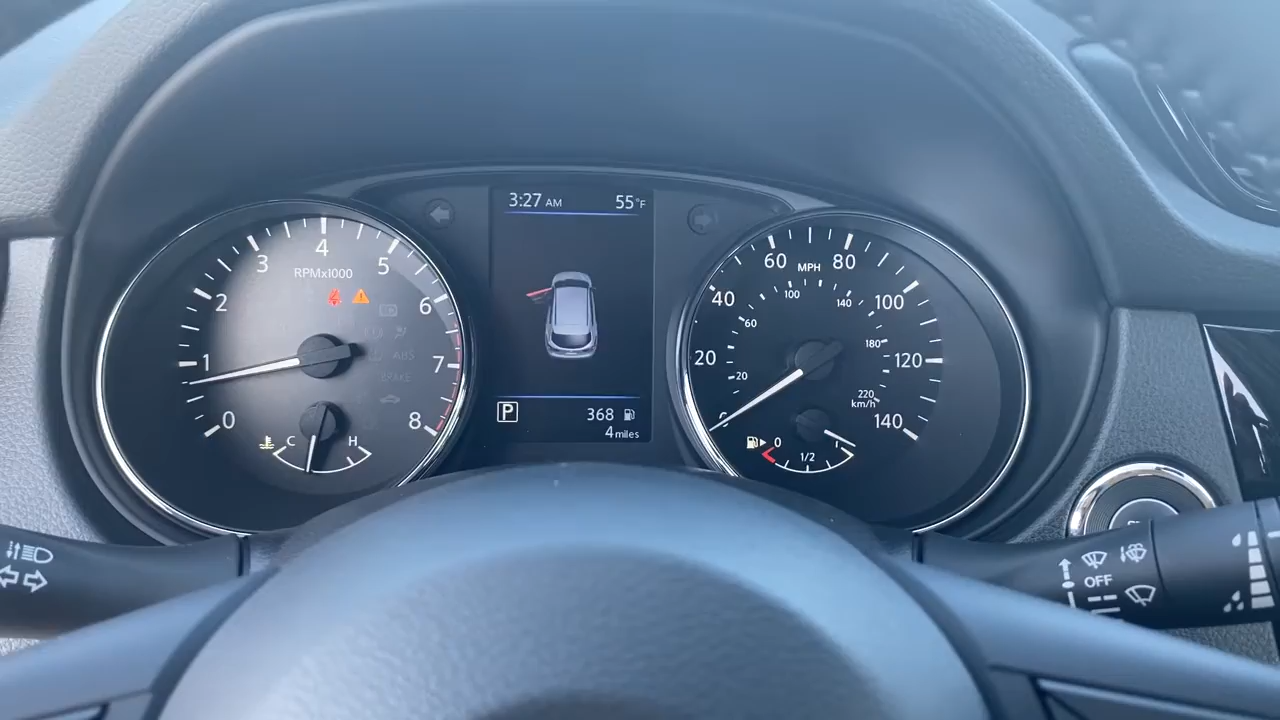 3:27 AM 55°F
4
3 5
2 6
1 7
0 8
RPMx1000
ABS
BRAKE
C H
P
368
4 miles
60 80
MPH
40 100
20 120
0 140
100 140
60 180
20 220
km/h
0 1/2 1
OFF